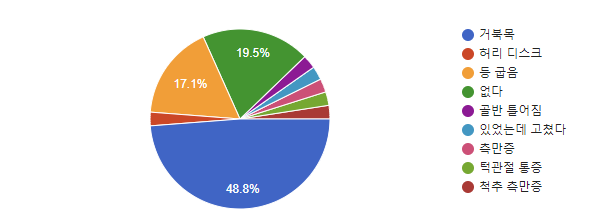 19.5%
17.1%
48.8%
거북목
허리 디스크
등 굽음
없다
골반 틀어짐
있었는데 고쳤다
측만증
턱관절 통증
척추 측만증